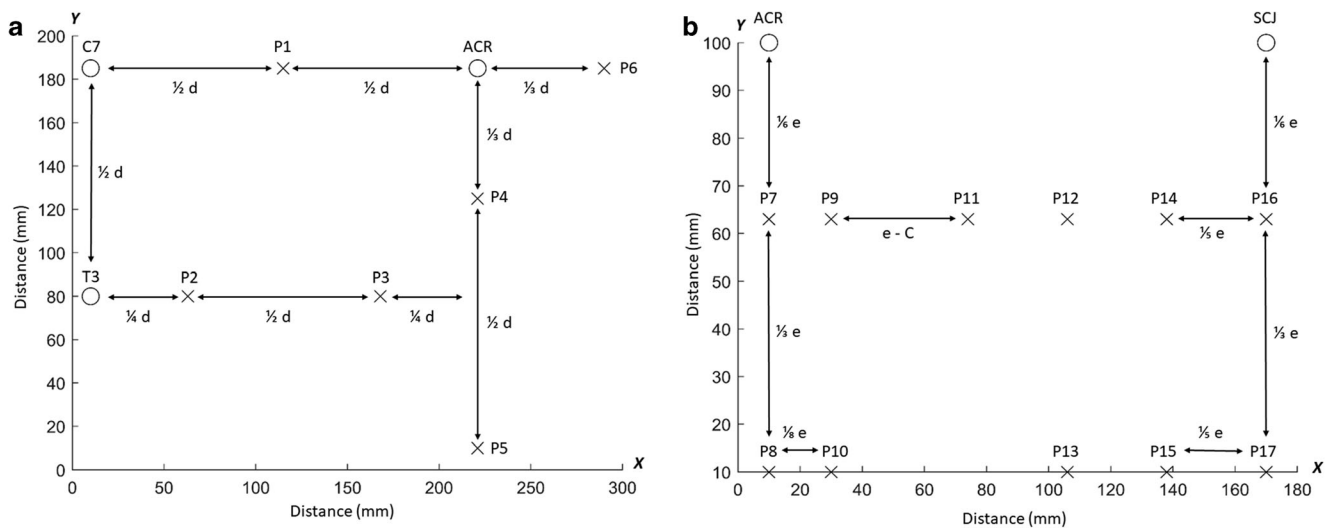 a
Y
200
180
160
140
120
100
80
60
40
20
0
Distance (mm)
C7
P1
ACR
P6
½ d
½ d
⅓ d
½ d
⅓ d
P4
T3
P2
P3
¼ d
½ d
¼ d
½ d
P5
X
0 50 100 150 200 250 300
Distance (mm)
b
Y
ACR
SCJ
100
90
80
70
60
50
40
30
20
10
Distance (mm)
⅙ e
⅙ e
P7 P9 P11 P12 P14 P16
e - C
⅕ e
⅓ e
⅓ e
⅛ e
⅕ e
P8 P10 P13 P15 P17
X
0 20 40 60 80 100 120 140 160 180
Distance (mm)